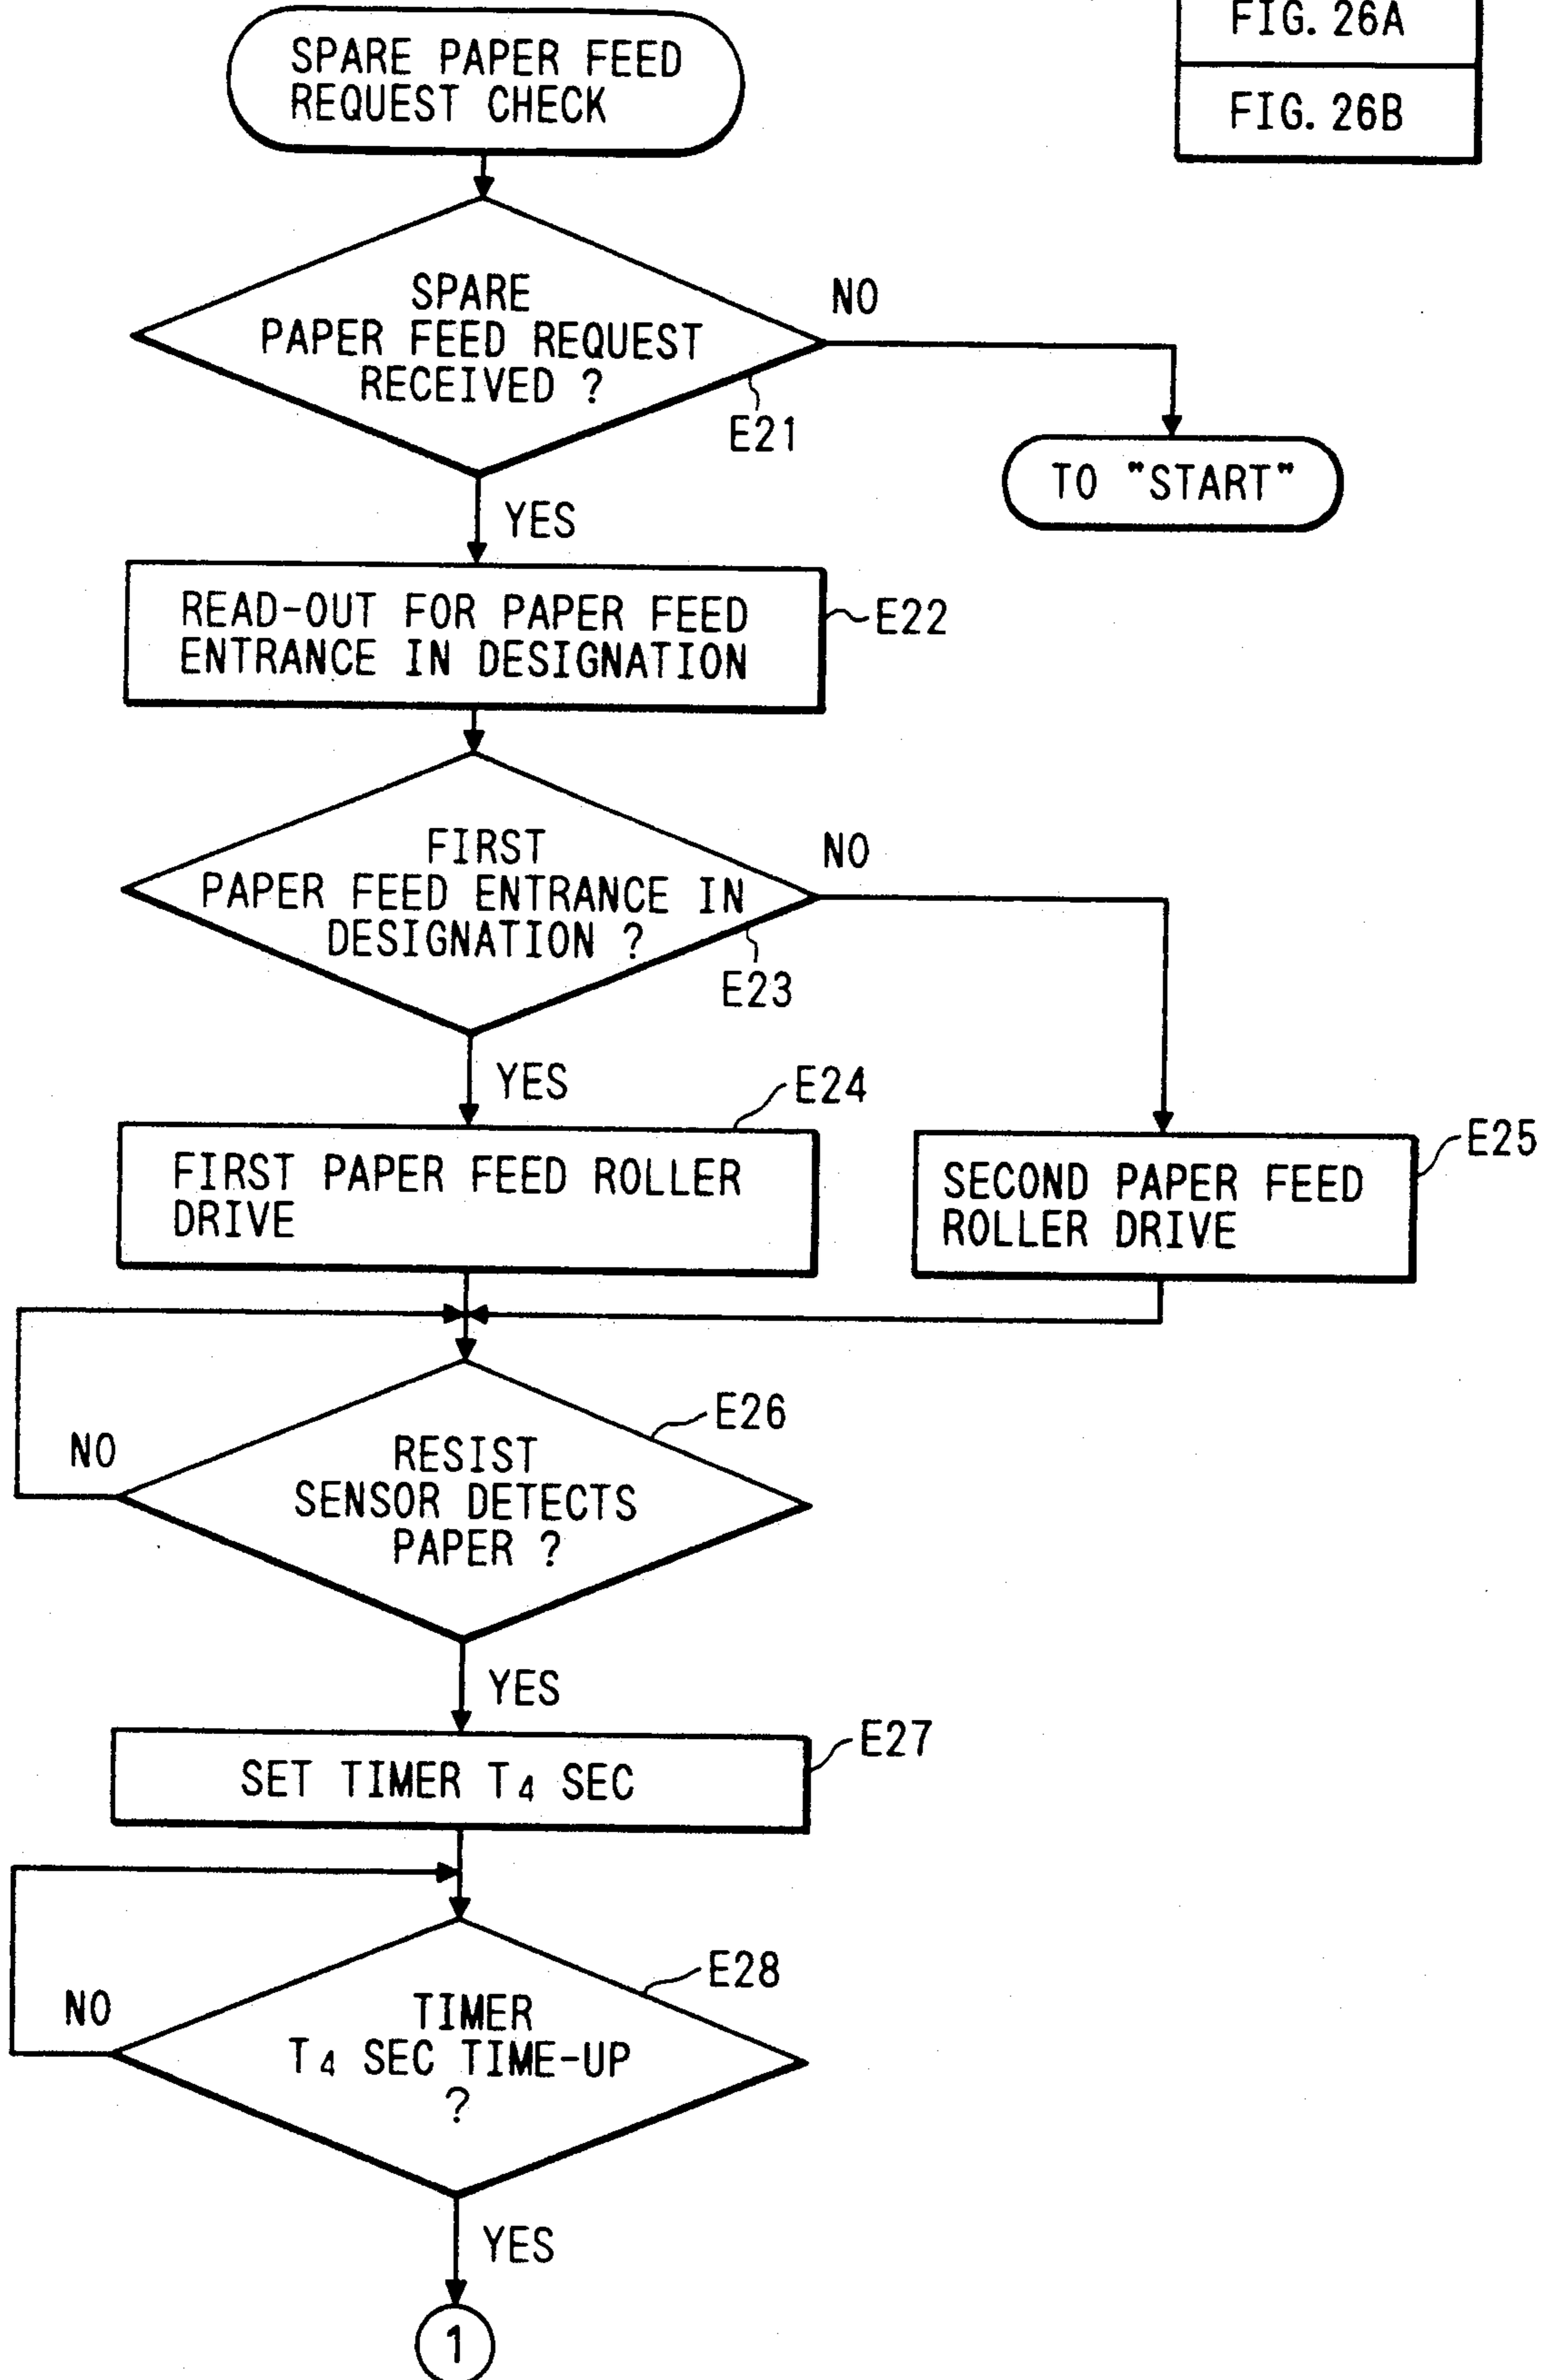 FIG. 26A
FIG. 26B
SPARE PAPER FEED
REQUEST CHECK
SPARE
PAPER FEED REQUEST
RECEIVED ?
NO
E21
TO "START"
YES
READ-OUT FOR PAPER FEED
ENTRANCE IN DESIGNATION
E22
FIRST
PAPER FEED ENTRANCE IN
DESIGNATION ?
NO
E23
YES
E24
FIRST PAPER FEED ROLLER
DRIVE
E25
SECOND PAPER FEED
ROLLER DRIVE
E26
NO
RESIST
SENSOR DETECTS
PAPER ?
YES
E27
SET TIMER T4 SEC
E28
NO
TIMER
T4 SEC TIME-UP
?
YES
1